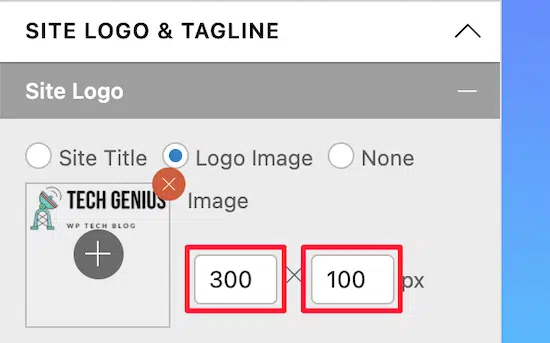 SITE LOGO & TAGLINE
Site Logo
Site Title Logo Image None
TECH GENIUS
WP TECH BLOG
Image
300 × 100 px